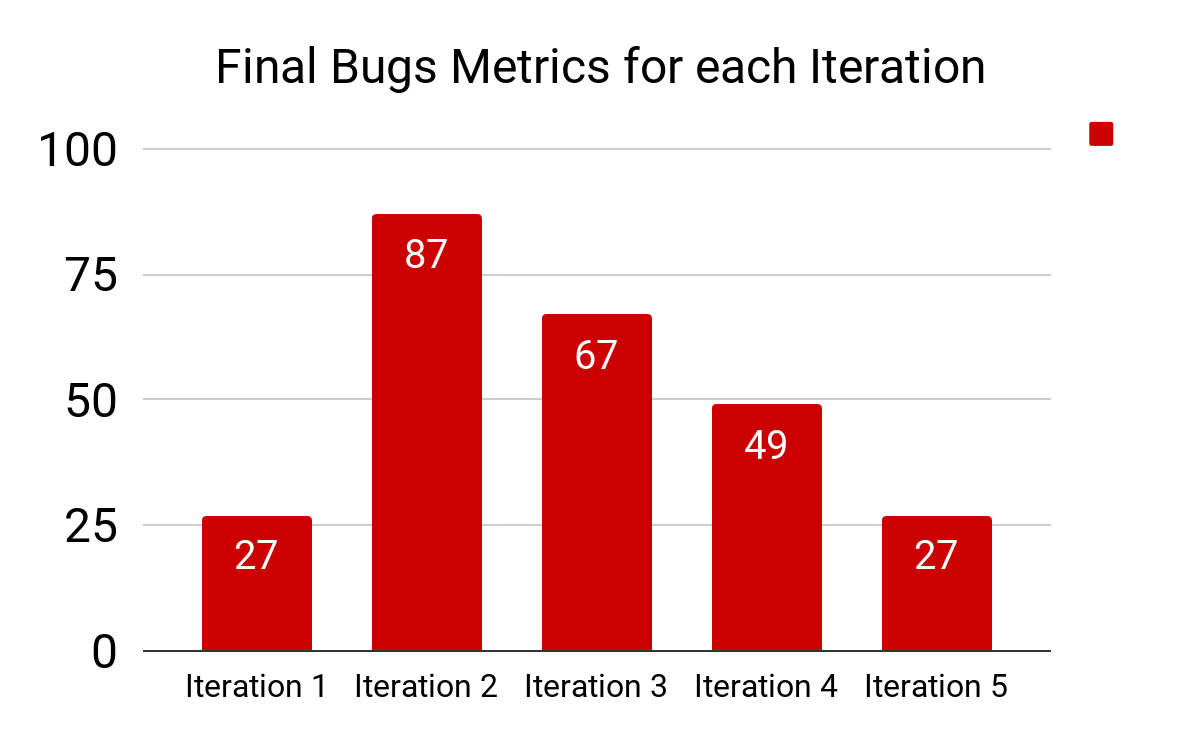 Final Bugs Metrics for each Iteration
100
75
50
25
0
87
67
49
27
27
Iteration 1
Iteration 2
Iteration 3
Iteration 4
Iteration 5